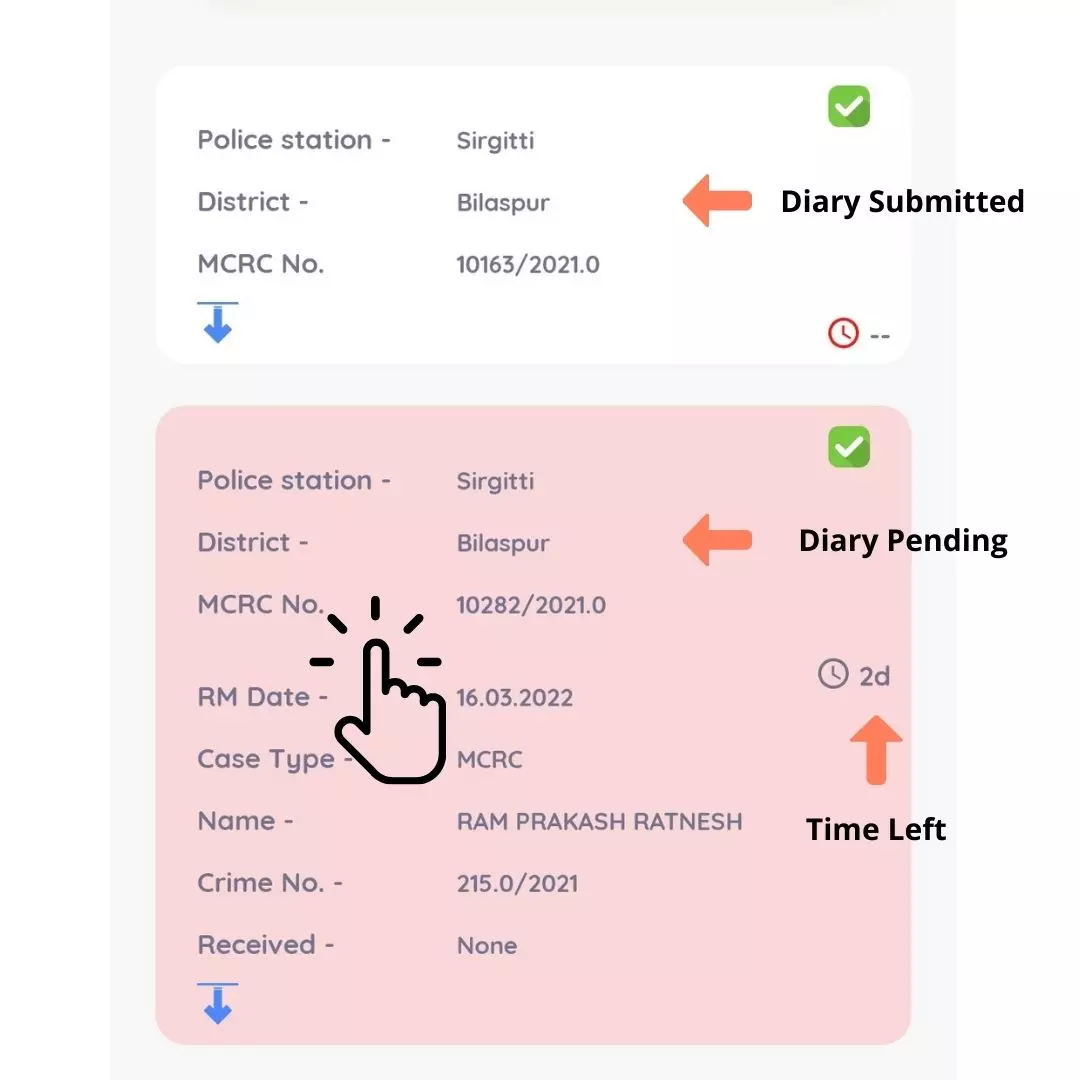 Police station - Sirgitti
District - Bilaspur
Diary Submitted
MCRC No. 10163/2021.0
--
Police station - Sirgitti
District - Bilaspur
Diary Pending
MCRC No. 10282/2021.0
2d
RM Date - 16.03.2022
Case Type - MCRC
Name - RAM PRAKASH RATNESH
Time Left
Crime No. - 215.0/2021
Received - None